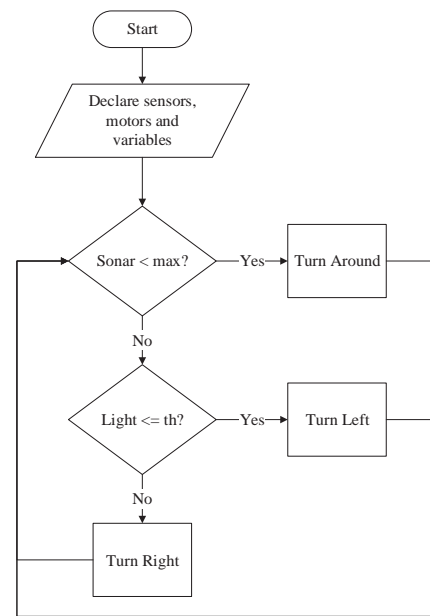 Start
Declare sensors,
motors and
variables
Sonar < max?
Yes
Turn Around
No
Light <= th?
Yes
Turn Left
No
Turn Right